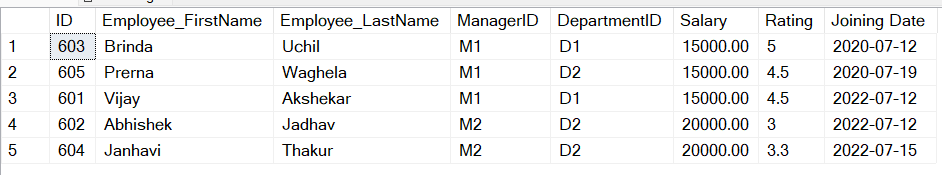 ID Employee_FirstName Employee_LastName ManagerID DepartmentID Salary Rating Joining Date
1 603 Brinda Uchil M1 D1 15000.00 5 2020-07-12
2 605 Prerna Waghela M1 D2 15000.00 4.5 2020-07-19
3 601 Vijay Akshekar M1 D1 15000.00 4.5 2022-07-12
4 602 Abhishek Jadhav M2 D2 20000.00 3 2022-07-12
5 604 Janhavi Thakur M2 D2 20000.00 3.3 2022-07-15